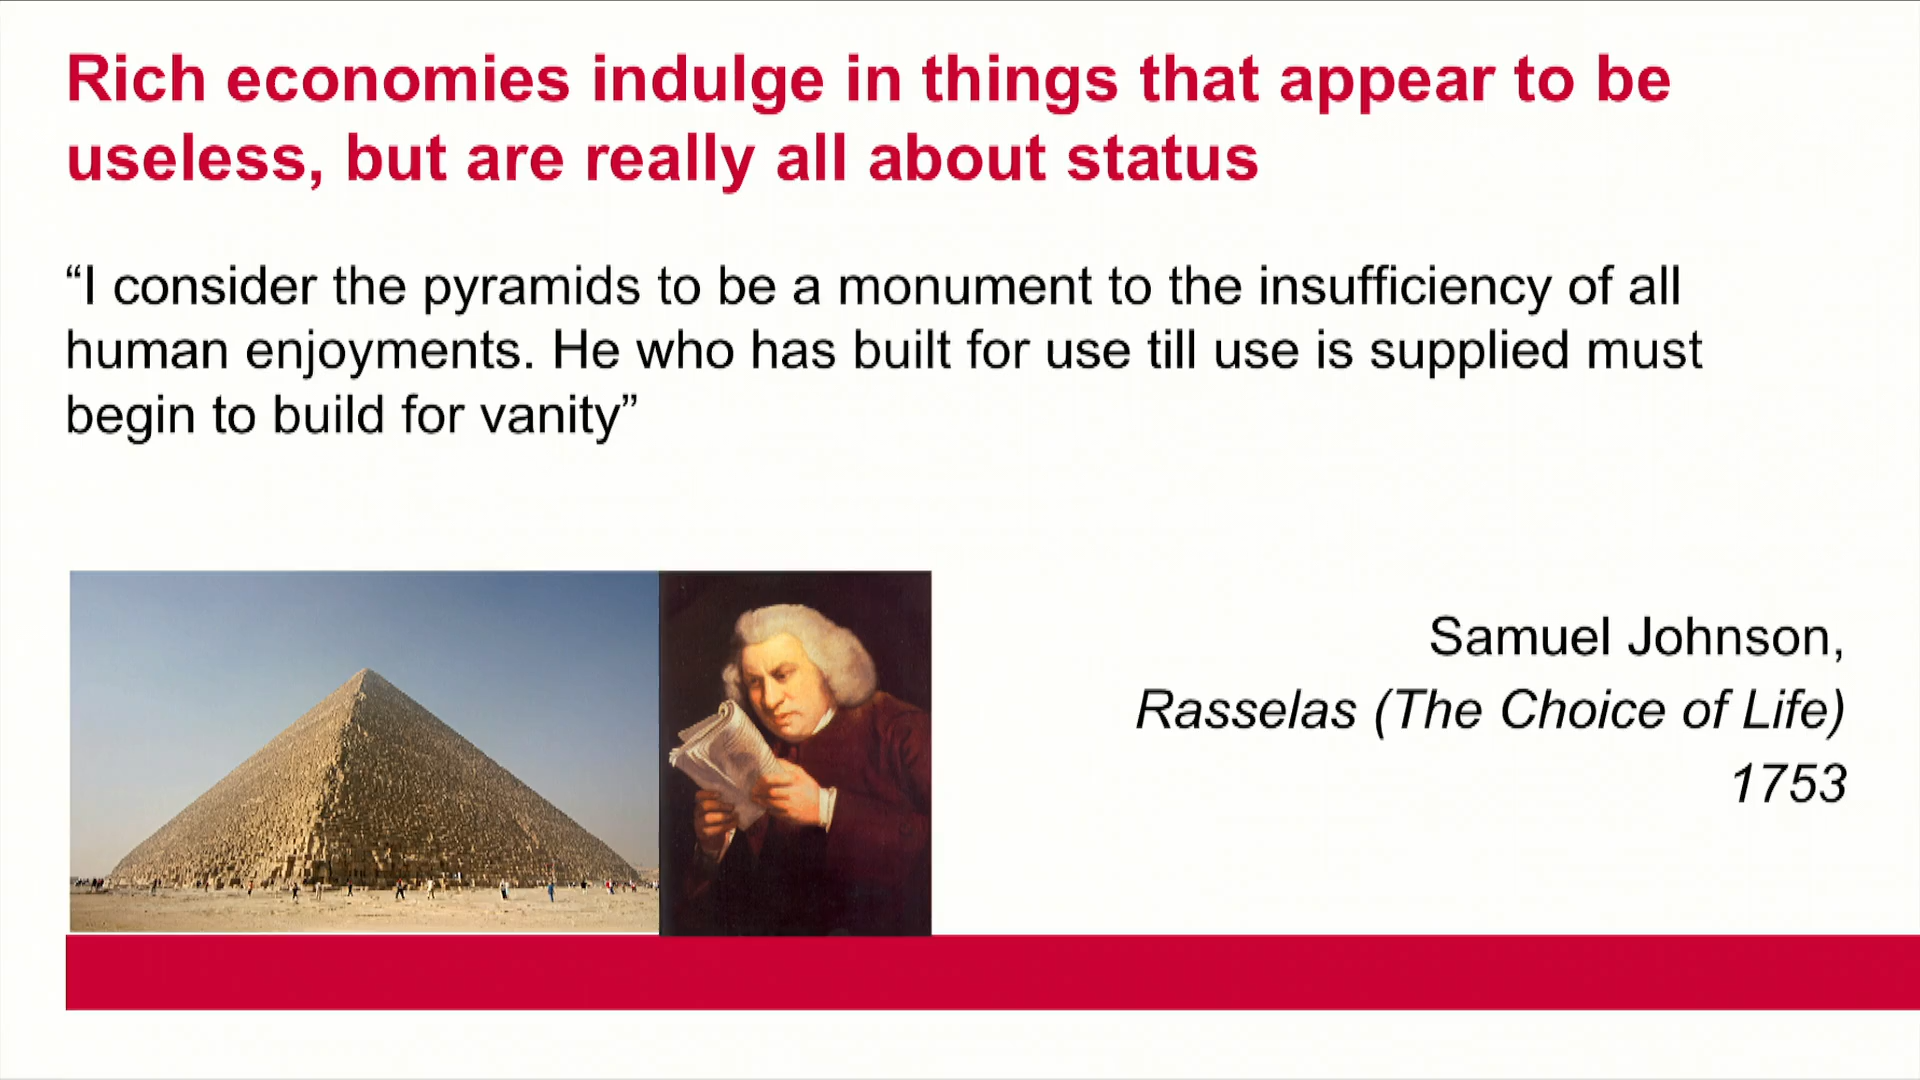 Rich economies indulge in things that appear to be
useless, but are really all about status
“I consider the pyramids to be a monument to the insufficiency of all
human enjoyments. He who has built for use till use is supplied must
begin to build for vanity”
Samuel Johnson,
Rasselas (The Choice of Life)
1753